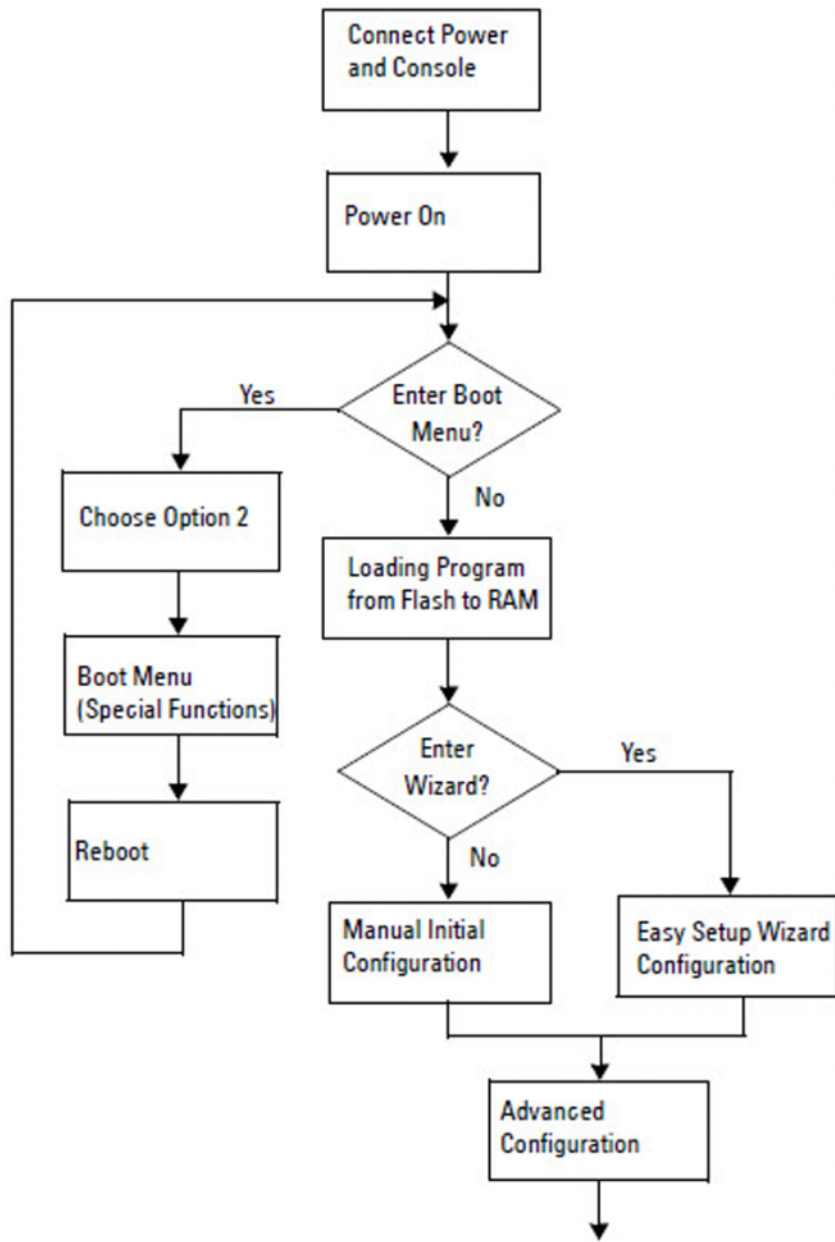 Connect Power
and Console
Power On
Enter Boot
Menu?
Yes
No
Choose Option 2
Loading Program
from Flash to RAM
Boot Menu
(Special Functions)
Enter
Wizard?
Yes
No
Reboot
Manual Initial
Configuration
Easy Setup Wizard
Configuration
Advanced
Configuration